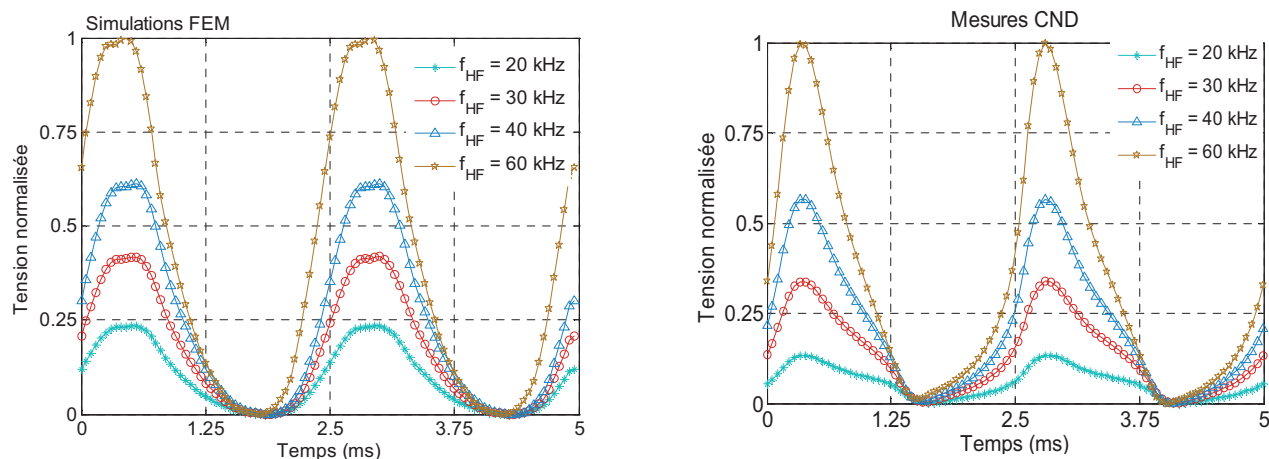 Simulations FEM
Tension normalisée
1
0.75
0.5
0.25
0
0
1.25
2.5
3.75
5
Temps (ms)
f_HF = 20 kHz
f_HF = 30 kHz
f_HF = 40 kHz
f_HF = 60 kHz
Mesures CND
Tension normalisée
1
0.75
0.5
0.25
0
0
1.25
2.5
3.75
5
Temps (ms)
f_HF = 20 kHz
f_HF = 30 kHz
f_HF = 40 kHz
f_HF = 60 kHz